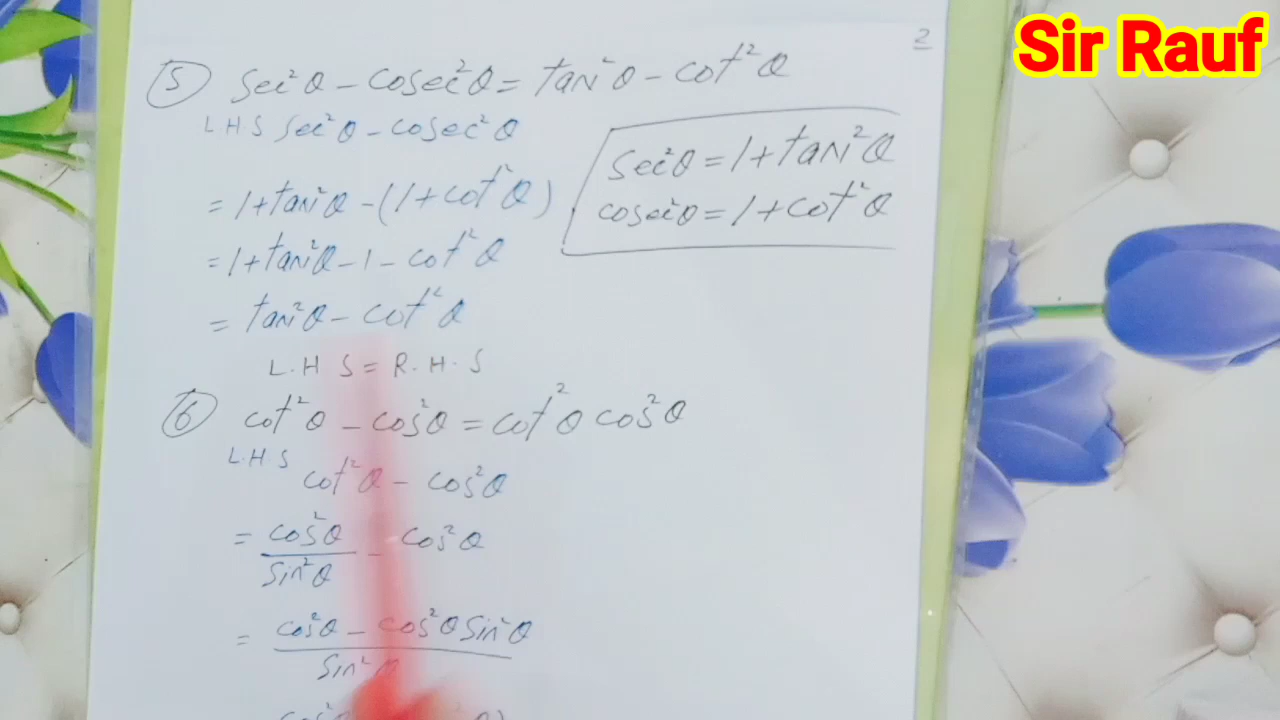 2
Sir Rauf
5 sec²θ - cosec²θ = tan²θ - cot²θ
L.H.S sec²θ - cosec²θ
= 1 + tan²θ - (1 + cot²θ)
= 1 + tan²θ - 1 - cot²θ
= tan²θ - cot²θ
L.H.S = R.H.S
sec²θ = 1 + tan²θ
cosec²θ = 1 + cot²θ
6 cot²θ - cos²θ = cot²θ cos²θ
L.H.S
cot²θ - cos²θ
= cos²θ/sin²θ - cos²θ
= cos²θ - cos²θ sin²θ/sin²θ